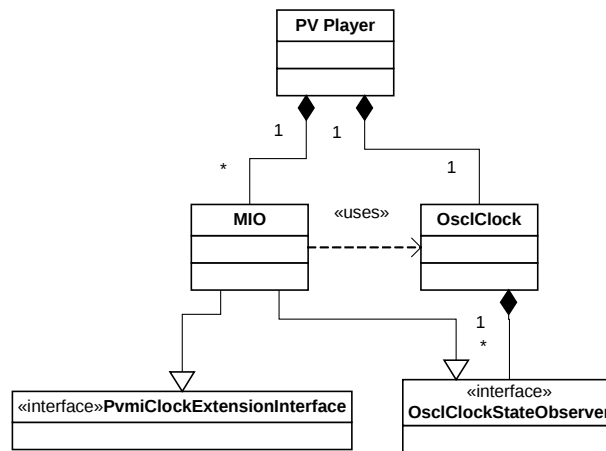 PV Player
1
1
*
1
MIO
«uses»
OsclClock
1
*
«interface»PvmiClockExtensionInterface
«interface»
OsclClockStateObserver